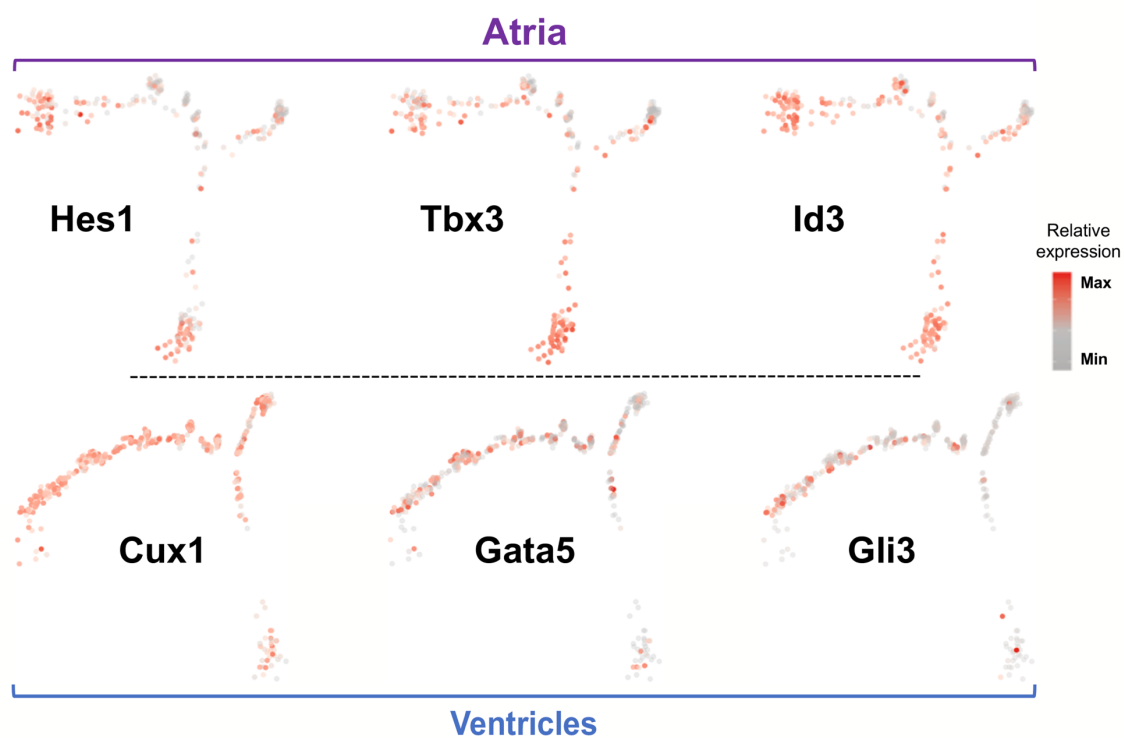 Atria
Hes1
Tbx3
Id3
Relative
expression
Max
Min
Cux1
Gata5
Gli3
Ventricles